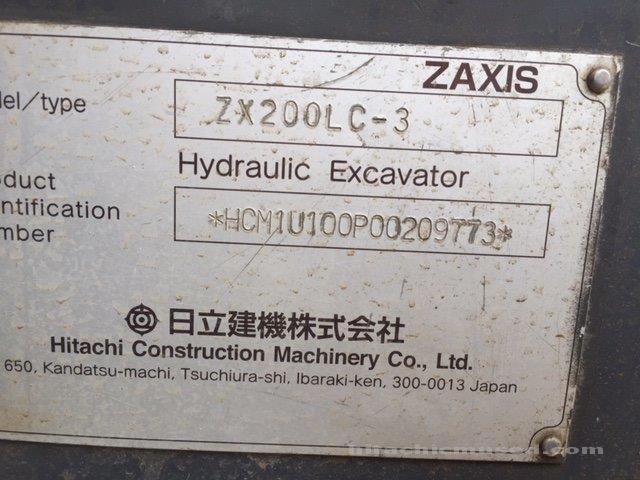 ZAXIS
del/type
ZX200LC-3
Hydraulic Excavator
oduct
entification
mber
*HCM1U100P00209773*
日立建機株式会社
Hitachi Construction Machinery Co., Ltd.
650, Kandatsu-machi, Tsuchiura-shi, Ibaraki-ken, 300-0013 Japan